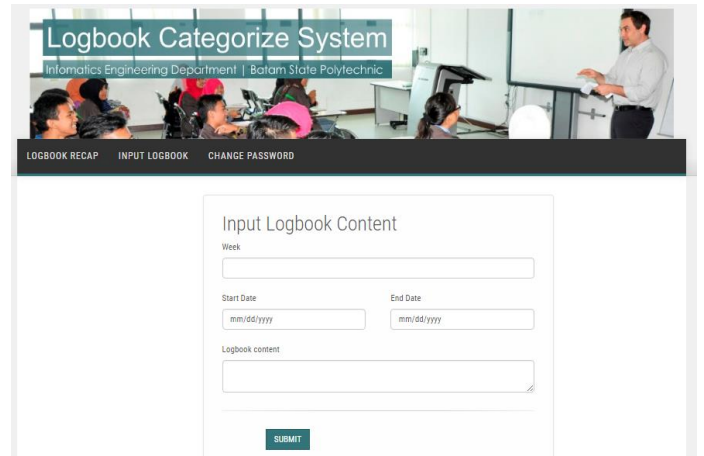 Logbook Categorize System
Infomatics Engineering Department | Batam State Polytechnic
LOGBOOK RECAP INPUT LOGBOOK CHANGE PASSWORD
Input Logbook Content
Week
Start Date End Date
mm/dd/yyyy mm/dd/yyyy
Logbook content
SUBMIT